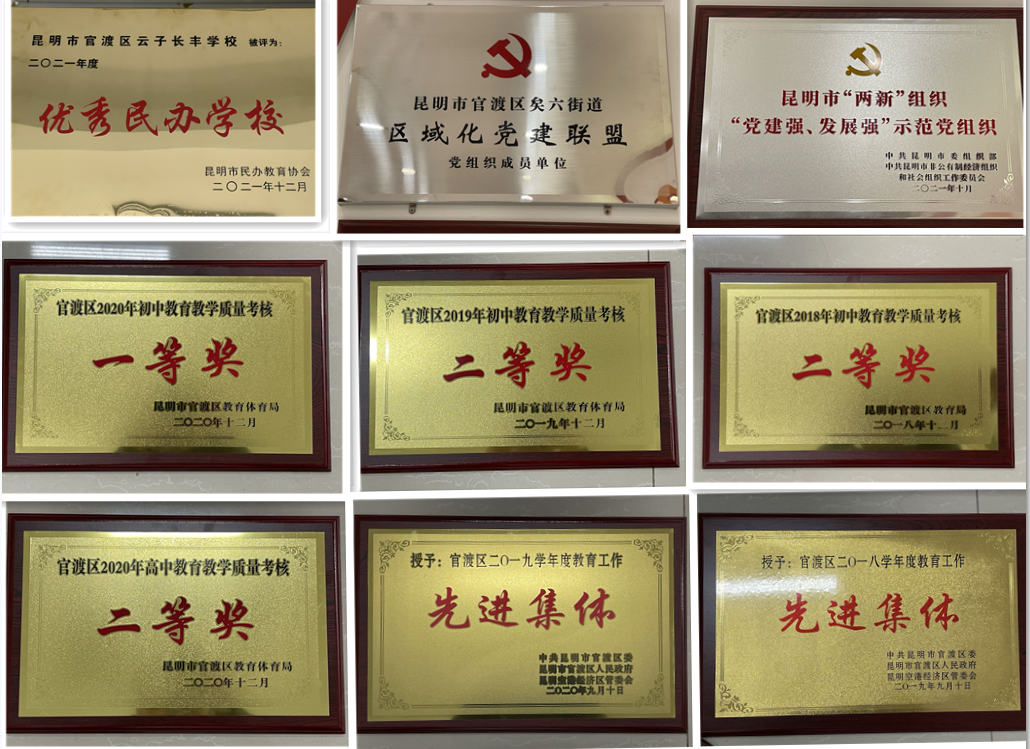 昆明市官渡区云子长丰学校 被评为:
二〇二一年度
优秀民办学校
昆明市民办教育协会
二〇二一年十二月
昆明市官渡区矣六街道
区域化党建联盟
党组织成员单位
昆明市“两新”组织
“党建强、发展强”示范党组织
中共昆明市委组织部
中共昆明市非公有制经济组织
和社会组织工作委员会
二〇二一年十月
官渡区2020年初中教育教学质量考核
一等奖
昆明市官渡区教育体育局
二〇二〇年十二月
官渡区2019年初中教育教学质量考核
二等奖
昆明市官渡区教育体育局
二〇一九年十二月
官渡区2018年初中教育教学质量考核
二等奖
昆明市官渡区教育局
二〇一八年十二月
官渡区2020年高中教育教学质量考核
二等奖
昆明市官渡区教育体育局
二〇二〇年十二月
授予：官渡区二〇一九学年度教育工作
先进集体
中共昆明市官渡区委
昆明市官渡区人民政府
昆明空港经济区管委会
二〇二〇年九月十日
授予：官渡区二〇一八学年度教育工作
先进集体
中共昆明市官渡区委
昆明市官渡区人民政府
昆明空港经济区管委会
二〇一九年九月十日